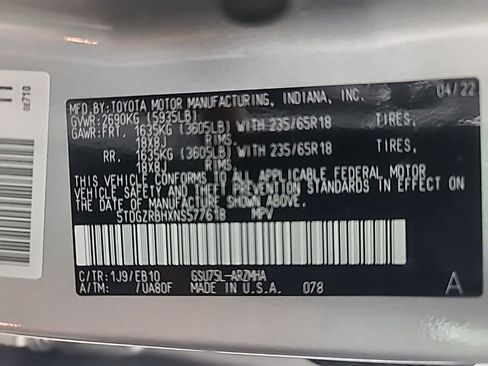 MFD.BY:TOYOTA MOTOR MANUFACTURING, INDIANA, INC. 04/22
GVWR:2690KG (5935LB)
GAWR:FRT. 1635KG (3605LB) WITH 235/65R18 TIRES,
18X8J RIMS
RR. 1635KG (3605LB) WITH 235/65R18 TIRES,
18X8J RIMS
THIS VEHICLE CONFORMS TO ALL APPLICABLE FEDERAL MOTOR
VEHICLE SAFETY AND THEFT PREVENTION STANDARDS IN EFFECT ON
THE DATE OF MANUFACTURE SHOWN ABOVE.
5TDGZRBHXNS577618 MPV
C/TR:1J9/EB10 GSU75L-ARZMHA
A/TM: /UA80F MADE IN U.S.A. 078 A